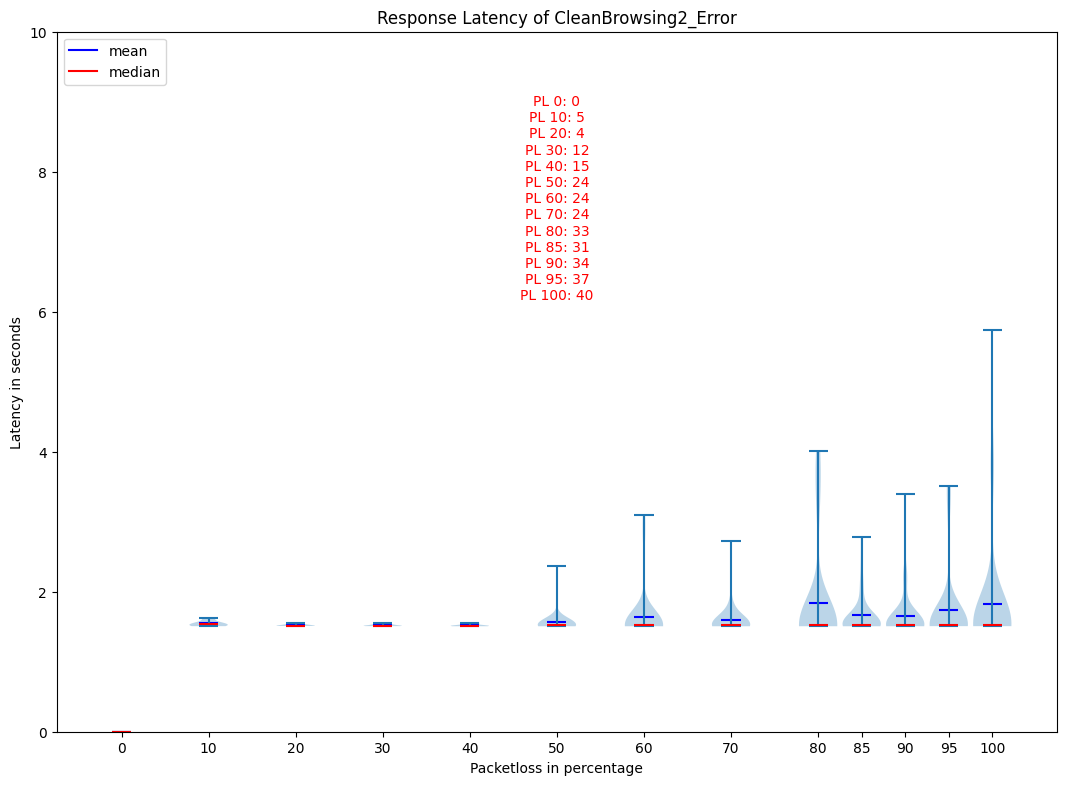 Response Latency of CleanBrowsing2_Error
10
mean
median
PL 0: 0
PL 10: 5
PL 20: 4
PL 30: 12
PL 40: 15
PL 50: 24
PL 60: 24
PL 70: 24
PL 80: 33
PL 85: 31
PL 90: 34
PL 95: 37
PL 100: 40
8
6
4
2
0
Latency in seconds
0 10 20 30 40 50 60 70 80 85 90 95 100
Packetloss in percentage